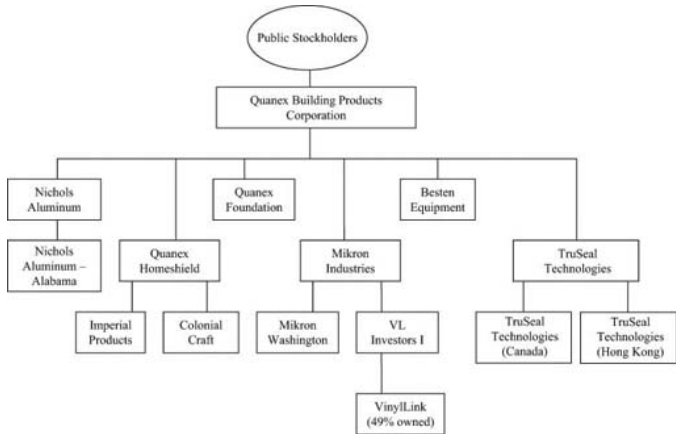 Public Stockholders
Quanex Building Products
Corporation
Nichols
Aluminum
Quanex
Foundation
Besten
Equipment
Nichols
Aluminum –
Alabama
Quanex
Homeshield
Mikron
Industries
TruSeal
Technologies
Imperial
Products
Colonial
Craft
Mikron
Washington
VL
Investors I
TruSeal
Technologies
(Canada)
TruSeal
Technologies
(Hong Kong)
VinylLink
(49% owned)